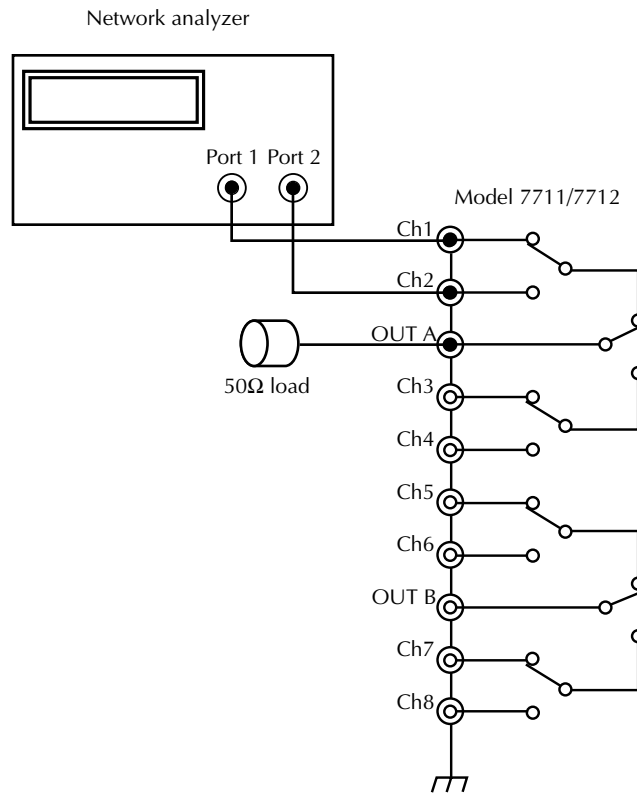 Network analyzer
Port 1 Port 2
Model 7711/7712
Ch1
Ch2
OUT A
50Ω load
Ch3
Ch4
Ch5
Ch6
OUT B
Ch7
Ch8